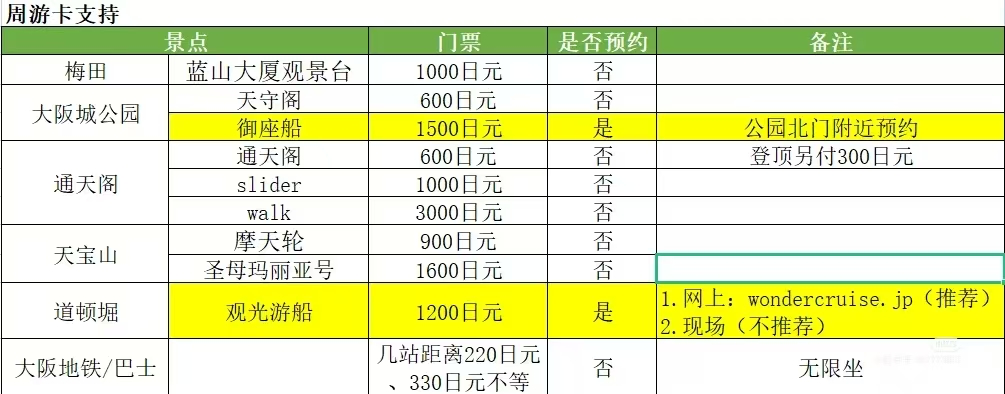 周游卡支持
景点 门票 是否预约 备注
梅田 蓝山大厦观景台 1000日元 否
大阪城公园 天守阁 600日元 否
御座船 1500日元 是 公园北门附近预约
通天阁 通天阁 600日元 否 登顶另付300日元
slider 1000日元 否
walk 3000日元 否
天宝山 摩天轮 900日元 否
圣母玛丽亚号 1600日元 否
道顿堀 观光游船 1200日元 是 1.网上：wondercruise.jp（推荐）
2.现场（不推荐）
大阪地铁/巴士 几站距离220日元
、330日元不等 否 无限坐